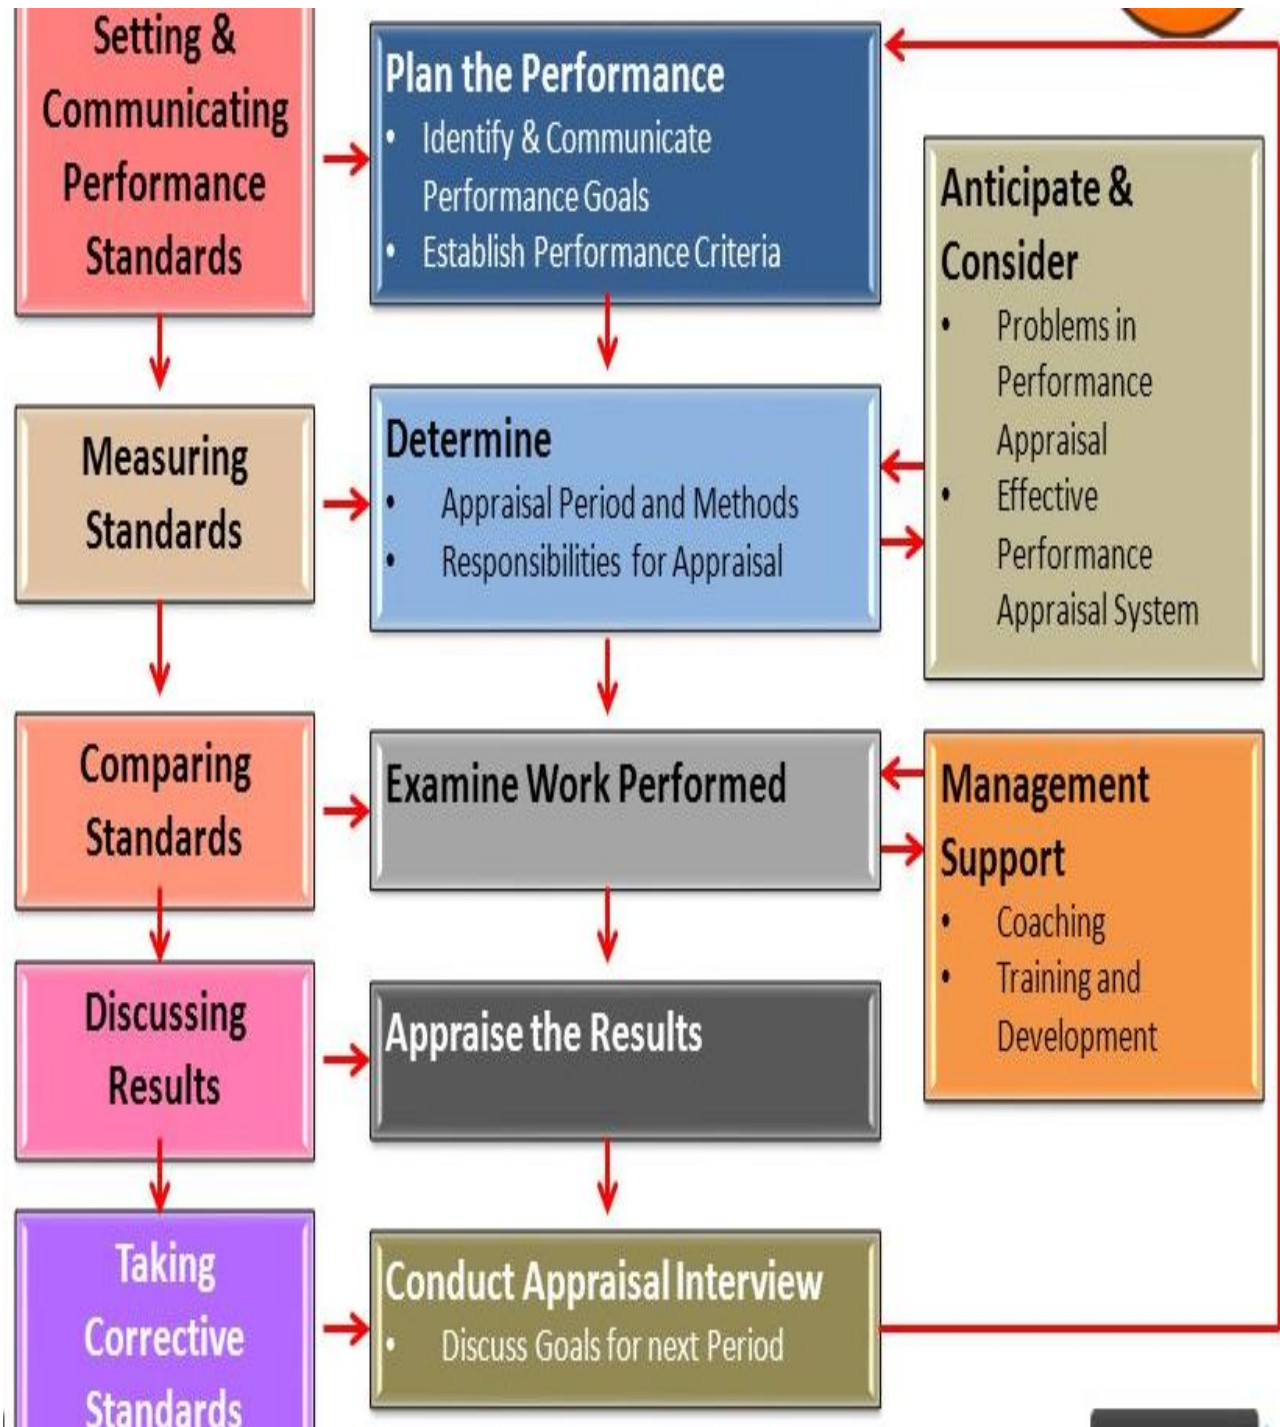 Setting &
Communicating
Performance
Standards
Plan the Performance
• Identify & Communicate
Performance Goals
• Establish Performance Criteria
Anticipate &
Consider
• Problems in
Performance
Appraisal
• Effective
Performance
Appraisal System
Measuring
Standards
Determine
• Appraisal Period and Methods
• Responsibilities for Appraisal
Comparing
Standards
Examine Work Performed
Management
Support
• Coaching
• Training and
Development
Discussing
Results
Appraise the Results
Taking
Corrective
Standards
Conduct Appraisal Interview
• Discuss Goals for next Period